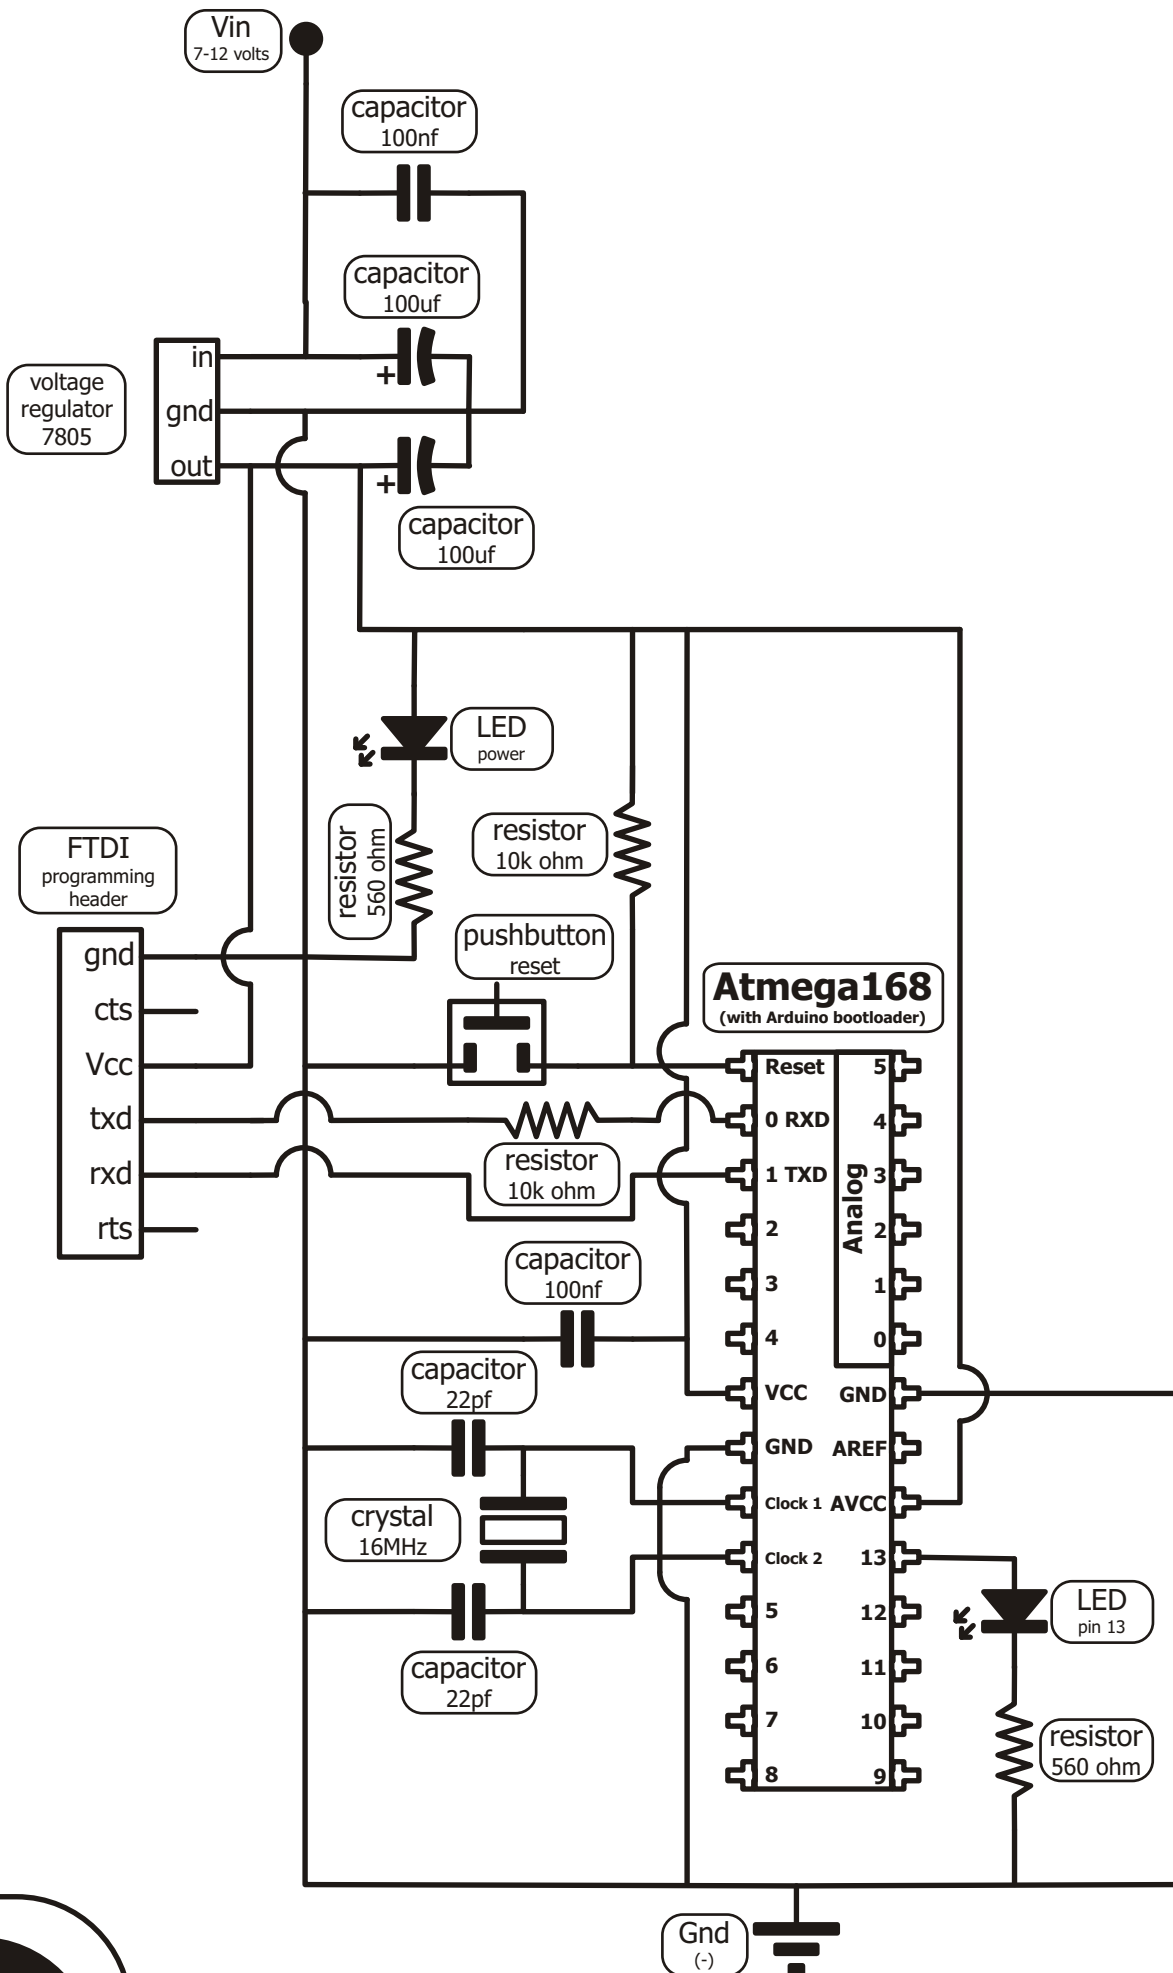 Vin
7-12 volts
capacitor
100nf
capacitor
100uf
+
voltage
regulator
7805
in
gnd
out
+
capacitor
100uf
LED
power
resistor
560 ohm
resistor
10k ohm
FTDI
programming
header
gnd
cts
Vcc
txd
rxd
rts
pushbutton
reset
resistor
10k ohm
capacitor
100nf
capacitor
22pf
crystal
16MHz
capacitor
22pf
Atmega168
(with Arduino bootloader)
Reset
0 RXD
1 TXD
2
3
4
VCC
GND
Clock 1
Clock 2
5
6
7
8
Analog
5
4
3
2
1
0
GND
AREF
AVCC
13
12
11
10
9
LED
pin 13
resistor
560 ohm
Gnd
(-)